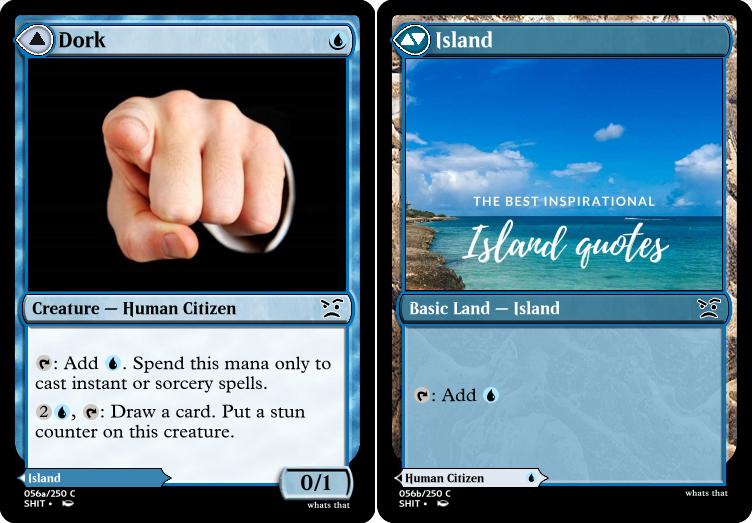 Dork
Creature — Human Citizen
: Add . Spend this mana only to
cast instant or sorcery spells.
2 , : Draw a card. Put a stun
counter on this creature.
Island
0/1
056a/250 C
SHIT •
whats that
Island
THE BEST INSPIRATIONAL
Island quotes
Basic Land — Island
: Add
Human Citizen
056b/250 C
SHIT •
whats that